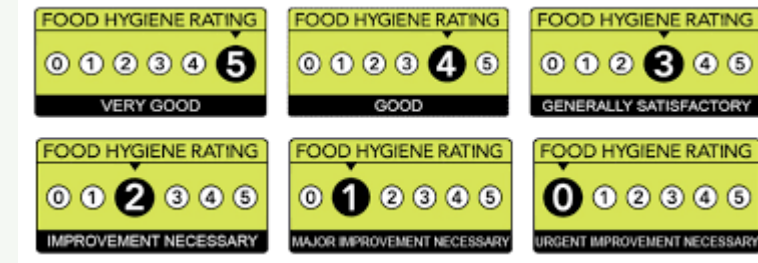 FOOD HYGIENE RATING
0 1 2 3 4 5
VERY GOOD
FOOD HYGIENE RATING
0 1 2 3 4 5
GOOD
FOOD HYGIENE RATING
0 1 2 3 4 5
GENERALLY SATISFACTORY
FOOD HYGIENE RATING
0 1 2 3 4 5
IMPROVEMENT NECESSARY
FOOD HYGIENE RATING
0 1 2 3 4 5
MAJOR IMPROVEMENT NECESSARY
FOOD HYGIENE RATING
0 1 2 3 4 5
URGENT IMPROVEMENT NECESSARY